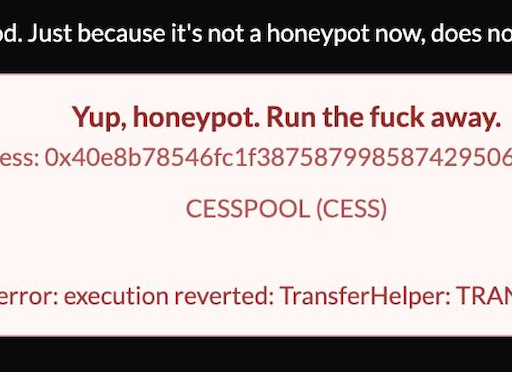 od. Just because it's not a honeypot now, does no
Yup, honeypot. Run the fuck away.
ess: 0x40e8b78546fc1f387587998587429506
CESSPOOL (CESS)
error: execution reverted: TransferHelper: TRAN